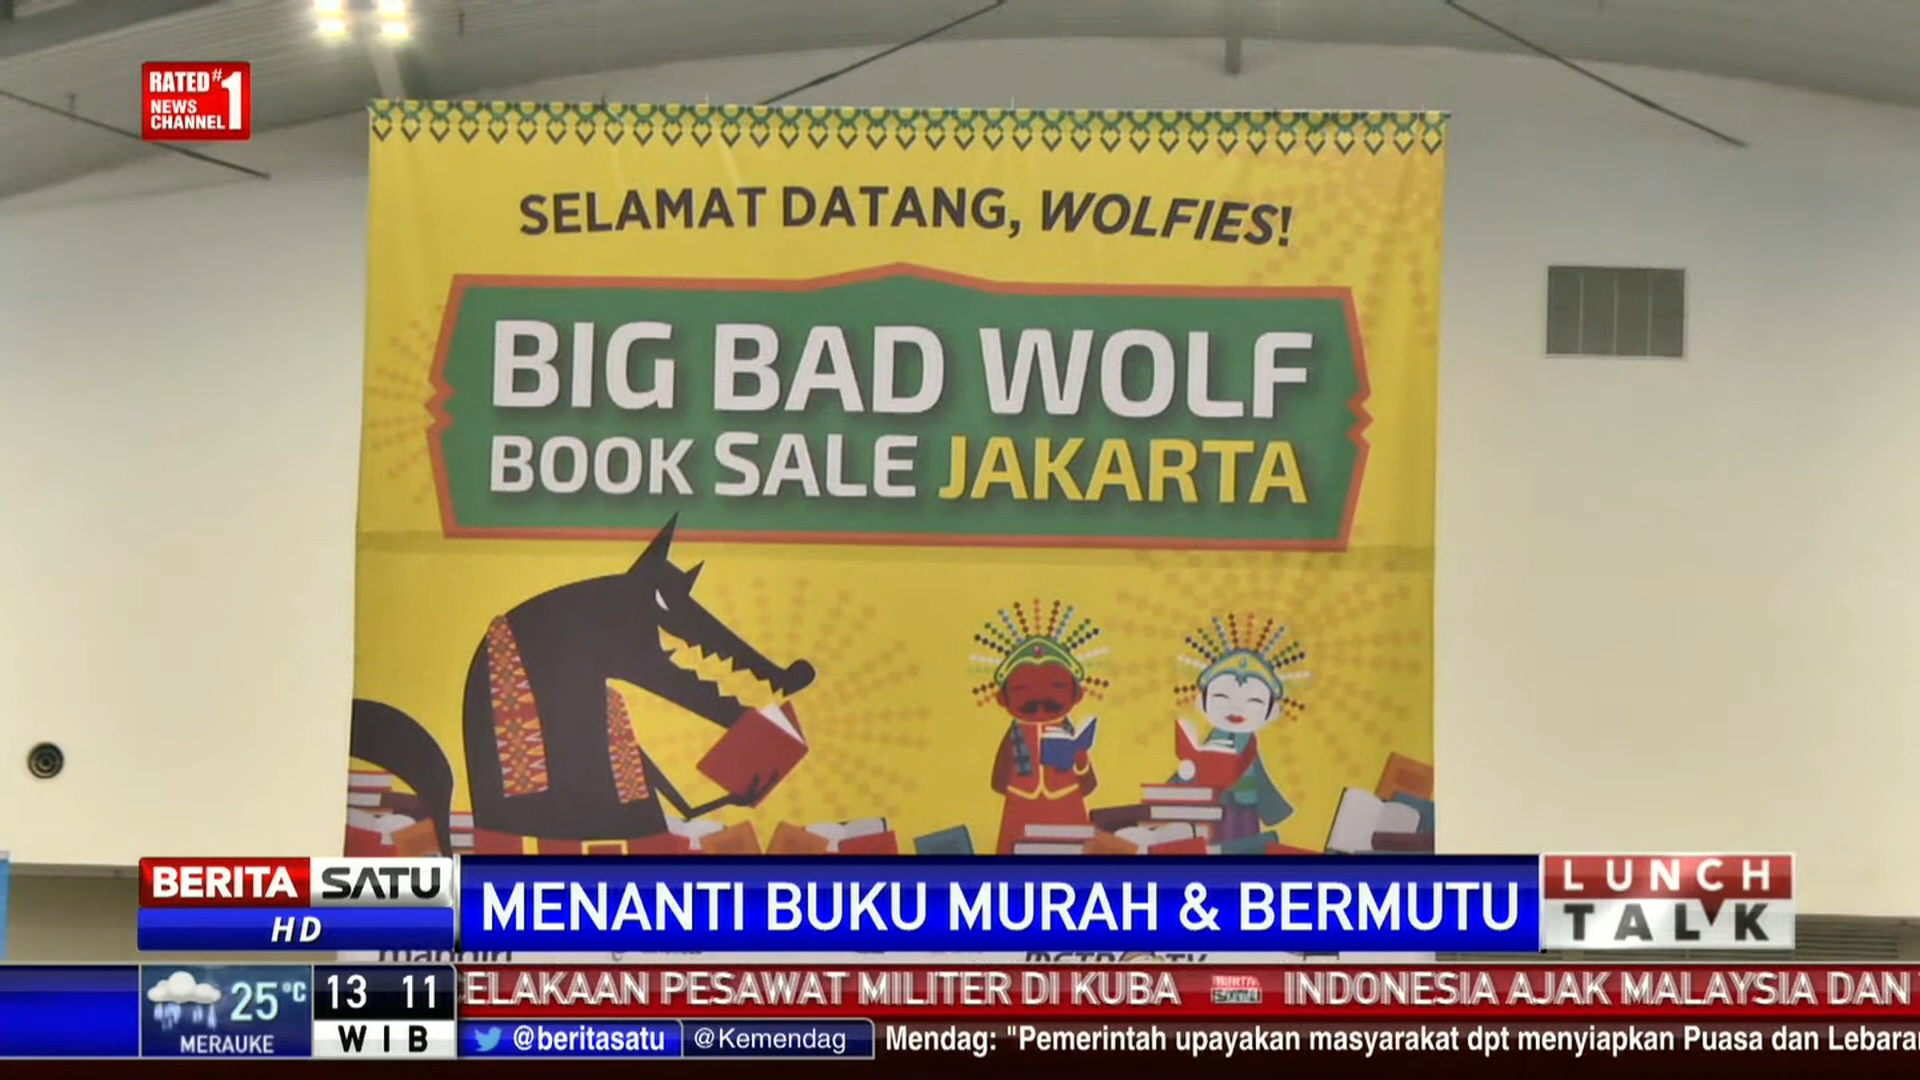 RATED #1
NEWS
CHANNEL
SELAMAT DATANG, WOLFIES!
BIG BAD WOLF
BOOK SALE JAKARTA
BERITA SATU
HD
MENANTI BUKU MURAH & BERMUTU
LUNCH
TALK
25°C
MERAUKE
13 11
WIB
ELAKAAN PESAWAT MILITER DI KUBA
BERITA
SATU
INDONESIA AJAK MALAYSIA DAN
@beritasatu
@Kemendag
Mendag: "Pemerintah upayakan masyarakat dpt menyiapkan Puasa dan Lebara